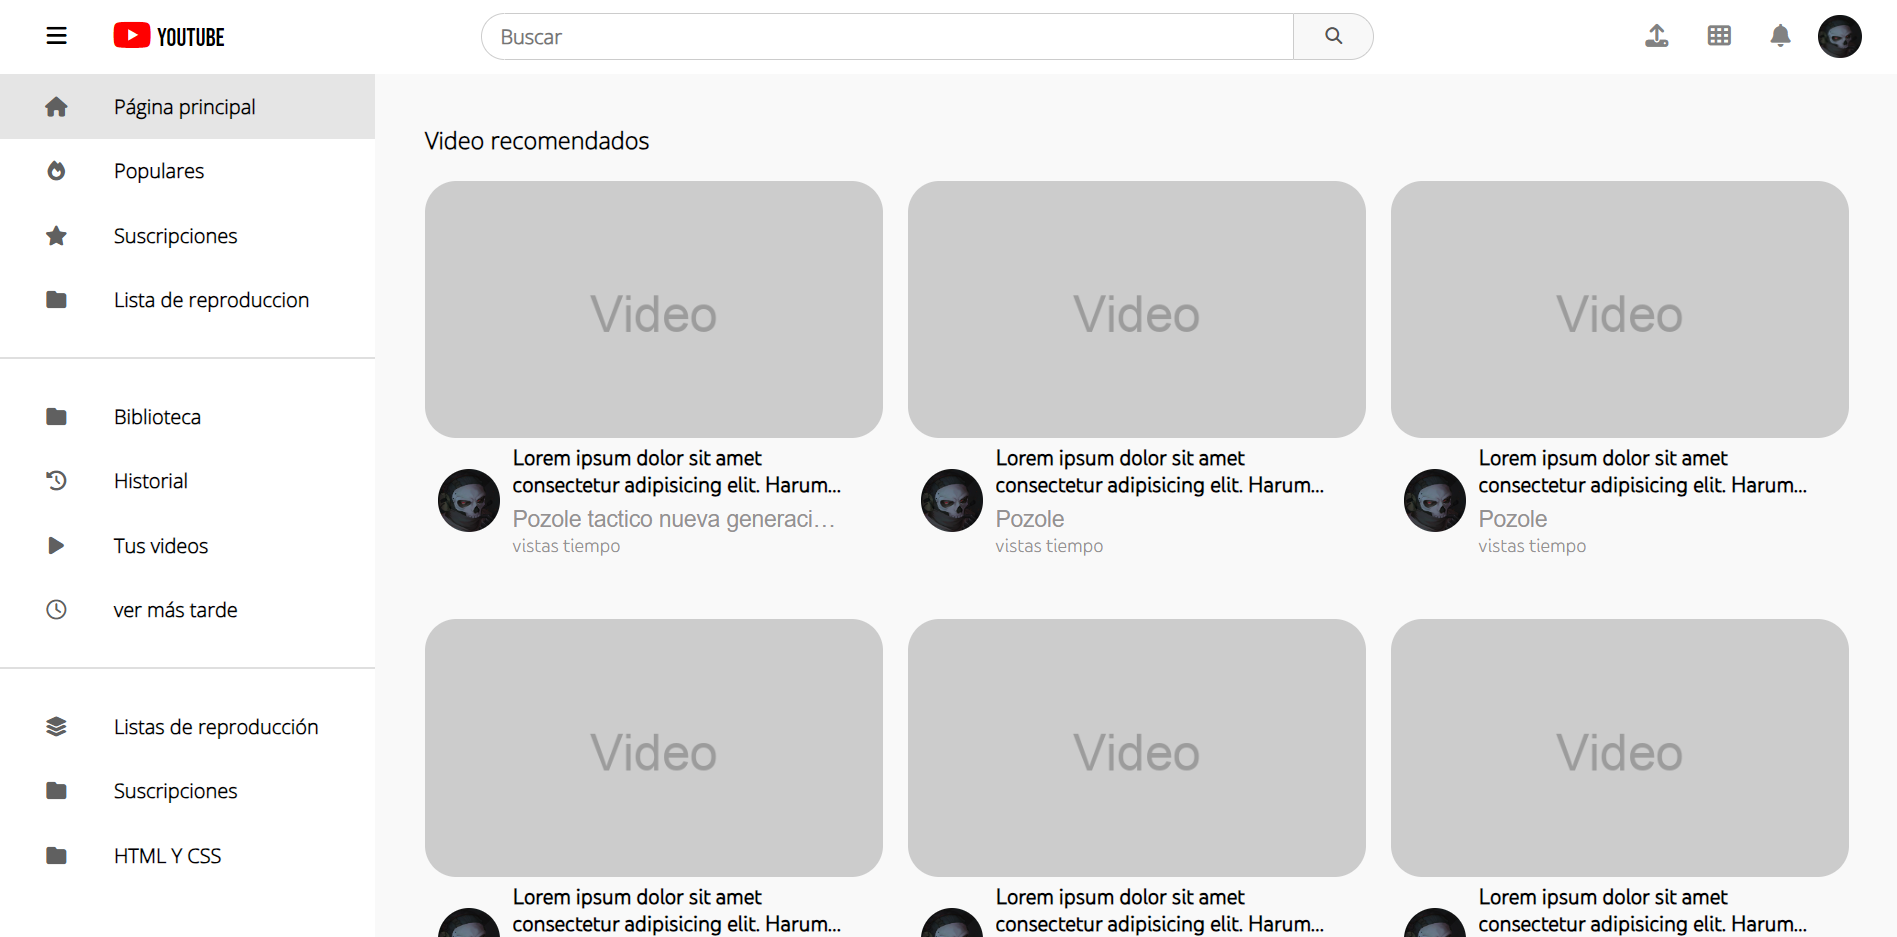 YOUTUBE
Buscar
Página principal
Populares
Suscripciones
Lista de reproduccion
Biblioteca
Historial
Tus videos
ver más tarde
Listas de reproducción
Suscripciones
HTML Y CSS
Video recomendados
Video
Video
Video
Lorem ipsum dolor sit amet
consectetur adipisicing elit. Harum...
Pozole tactico nueva generaci...
vistas tiempo
Lorem ipsum dolor sit amet
consectetur adipisicing elit. Harum...
Pozole
vistas tiempo
Lorem ipsum dolor sit amet
consectetur adipisicing elit. Harum...
Pozole
vistas tiempo
Video
Video
Video
Lorem ipsum dolor sit amet
consectetur adipisicing elit. Harum...
Lorem ipsum dolor sit amet
consectetur adipisicing elit. Harum...
Lorem ipsum dolor sit amet
consectetur adipisicing elit. Harum...